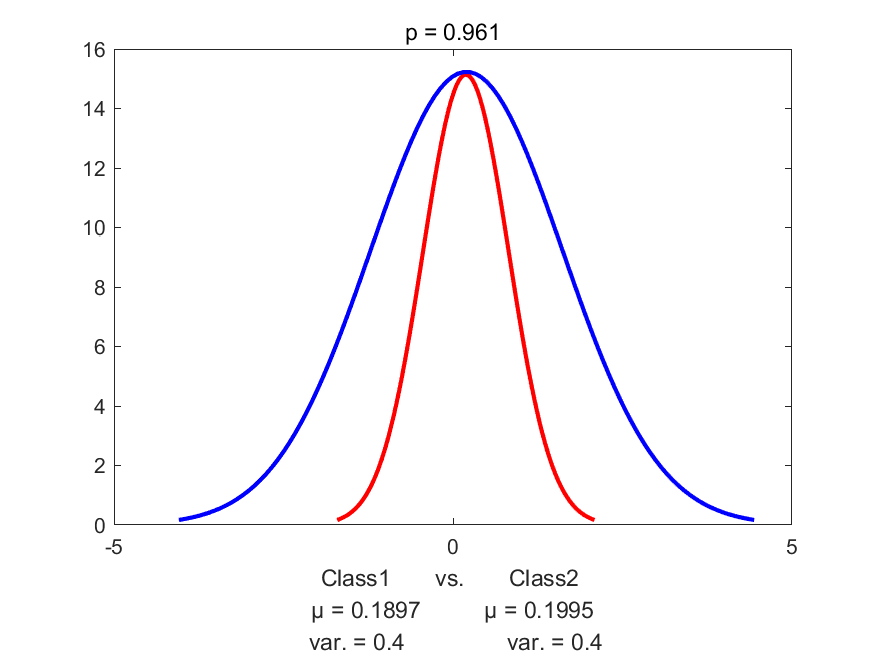 p = 0.961
16
14
12
10
8
6
4
2
0
-5 0 5
Class1 vs. Class2
μ = 0.1897 μ = 0.1995
var. = 0.4 var. = 0.4